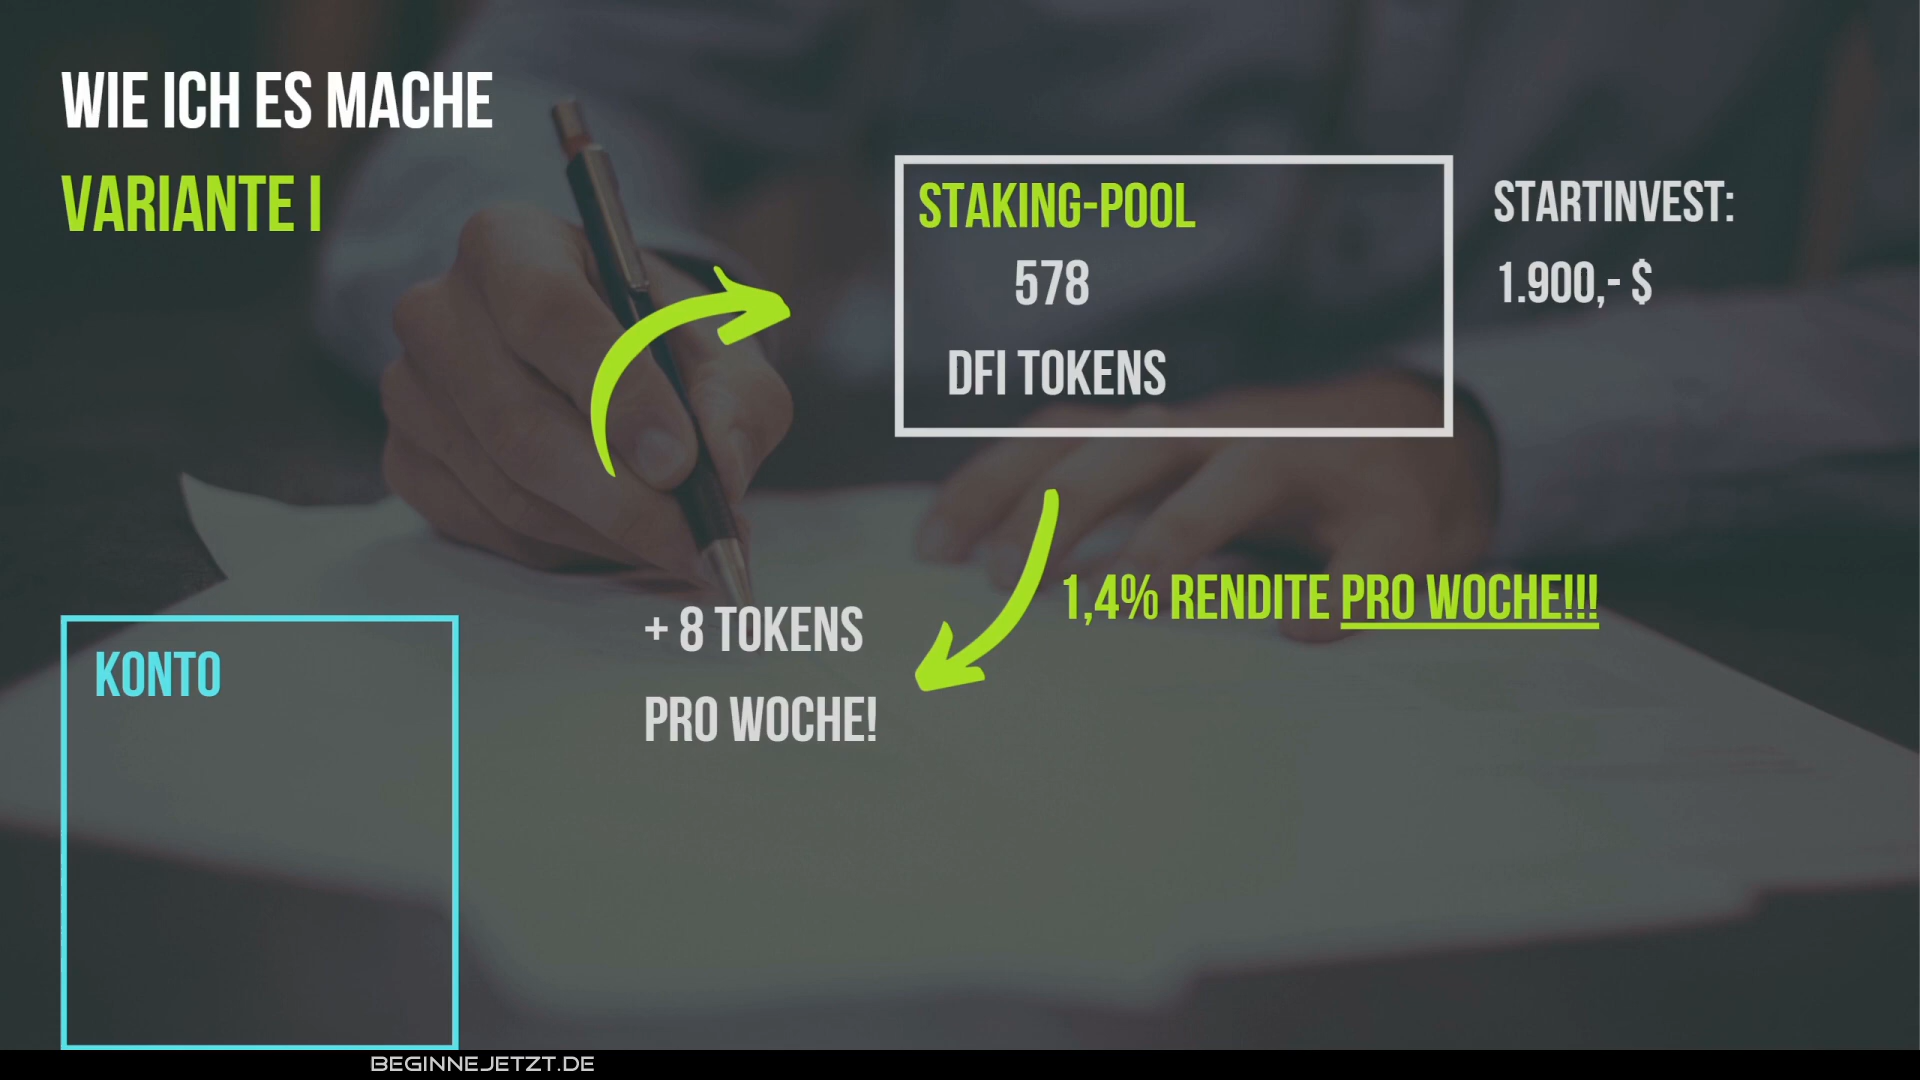 WIE ICH ES MACHE
VARIANTE I
STAKING-POOL
578
DFI TOKENS
STARTINVEST:
1.900,- $
1,4% RENDITE PRO WOCHE!!!
+ 8 TOKENS
PRO WOCHE!
KONTO
BEGINNEJETZT.DE